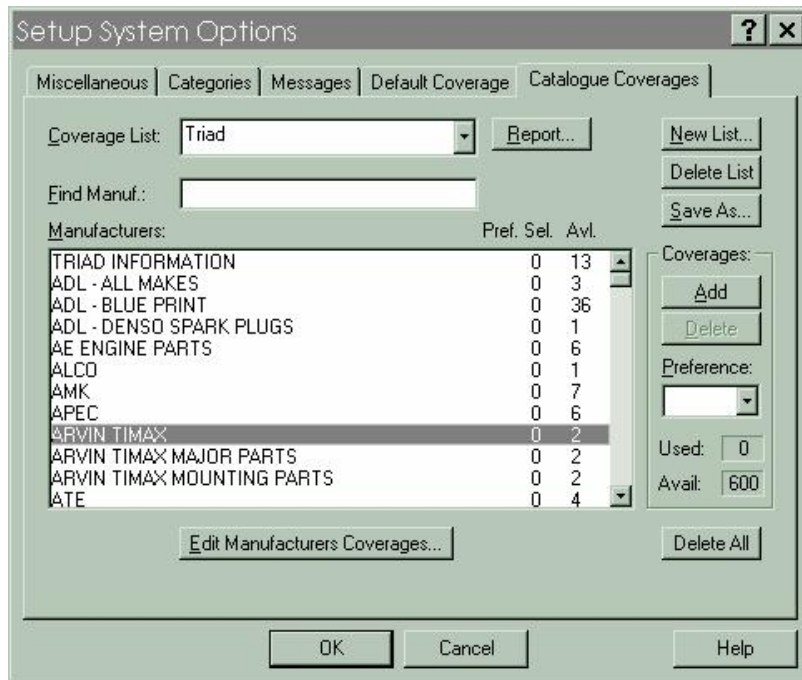 Setup System Options ? ×
Miscellaneous Categories Messages Default Coverage Catalogue Coverages
Coverage List: Triad Report... New List...
Delete List
Find Manuf.: Save As...
Manufacturers: Pref. Sel. Avl. Coverages:
TRIAD INFORMATION 0 13
ADL - ALL MAKES 0 3
ADL - BLUE PRINT 0 36
ADL - DENSO SPARK PLUGS 0 1
AE ENGINE PARTS 0 6
ALCO 0 1
AMK 0 7
APEC 0 6
ARVIN TIMAX 0 2
ARVIN TIMAX MAJOR PARTS 0 2
ARVIN TIMAX MOUNTING PARTS 0 2
ATE 0 4
Add
Delete
Preference:
Used: 0
Avail: 600
Edit Manufacturers Coverages... Delete All
OK Cancel Help